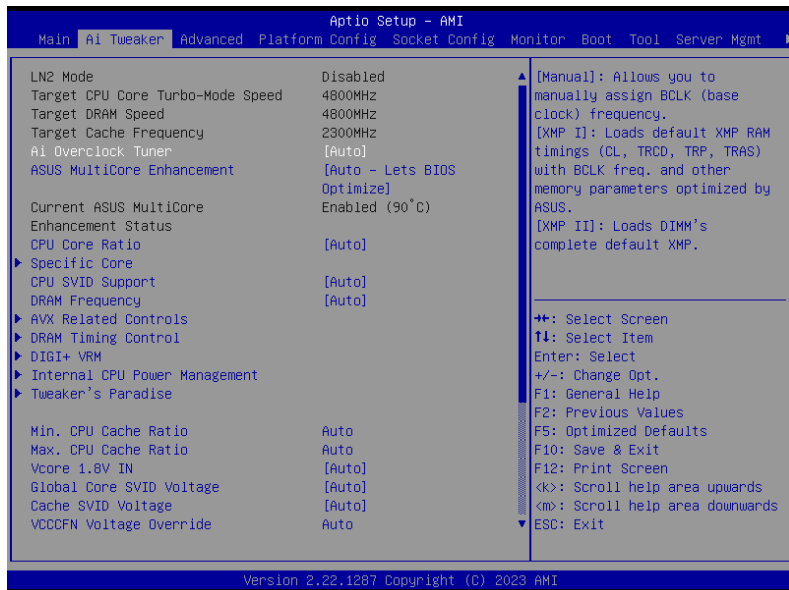 Aptio Setup - AMI
Main Ai Tweaker Advanced Platform Config Socket Config Monitor Boot Tool Server Mgmt
LN2 Mode Disabled
Target CPU Core Turbo-Mode Speed 4800MHz
Target DRAM Speed 4800MHz
Target Cache Frequency 2300MHz
Ai Overclock Tuner [Auto]
ASUS MultiCore Enhancement [Auto - Lets BIOS
Optimize]
Current ASUS MultiCore Enabled (90°C)
Enhancement Status
CPU Core Ratio [Auto]
Specific Core
CPU SVID Support [Auto]
DRAM Frequency [Auto]
AVX Related Controls
DRAM Timing Control
DIGI+ VRM
Internal CPU Power Management
Tweaker's Paradise
Min. CPU Cache Ratio Auto
Max. CPU Cache Ratio Auto
Vcore 1.8V IN [Auto]
Global Core SVID Voltage [Auto]
Cache SVID Voltage [Auto]
VCCCFN Voltage Override Auto
[Manual]: Allows you to
manually assign BCLK (base
clock) frequency.
[XMP I]: Loads default XMP RAM
timings (CL, TRCD, TRP, TRAS)
with BCLK freq. and other
memory parameters optimized by
ASUS.
[XMP II]: Loads DIMM's
complete default XMP.
→←: Select Screen
↑↓: Select Item
Enter: Select
+/-: Change Opt.
F1: General Help
F2: Previous Values
F5: Optimized Defaults
F10: Save & Exit
F12: Print Screen
<k>: Scroll help area upwards
<m>: Scroll help area downwards
ESC: Exit
Version 2.22.1287 Copyright (C) 2023 AMI